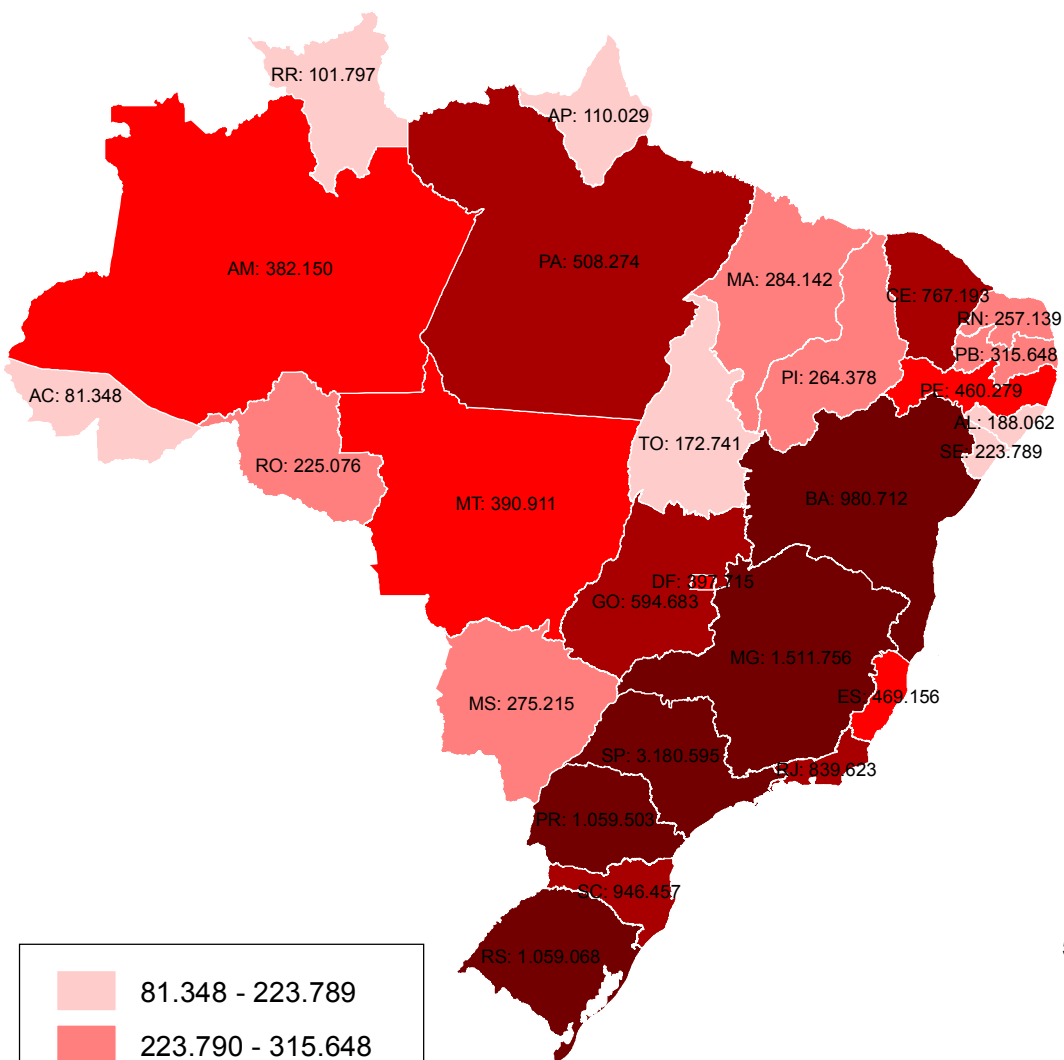 RR: 101.797
AP: 110.029
AM: 382.150
PA: 508.274
MA: 284.142
CE: 767.193
RN: 257.139
PB: 315.648
PI: 264.378
PE: 460.279
AC: 81.348
AL: 188.062
TO: 172.741
SE: 223.789
RO: 225.076
BA: 980.712
MT: 390.911
DF: 397.715
GO: 594.683
MG: 1.511.756
ES: 469.156
MS: 275.215
SP: 3.180.595
RJ: 839.623
PR: 1.059.503
SC: 946.457
RS: 1.059.068
81.348 - 223.789
223.790 - 315.648